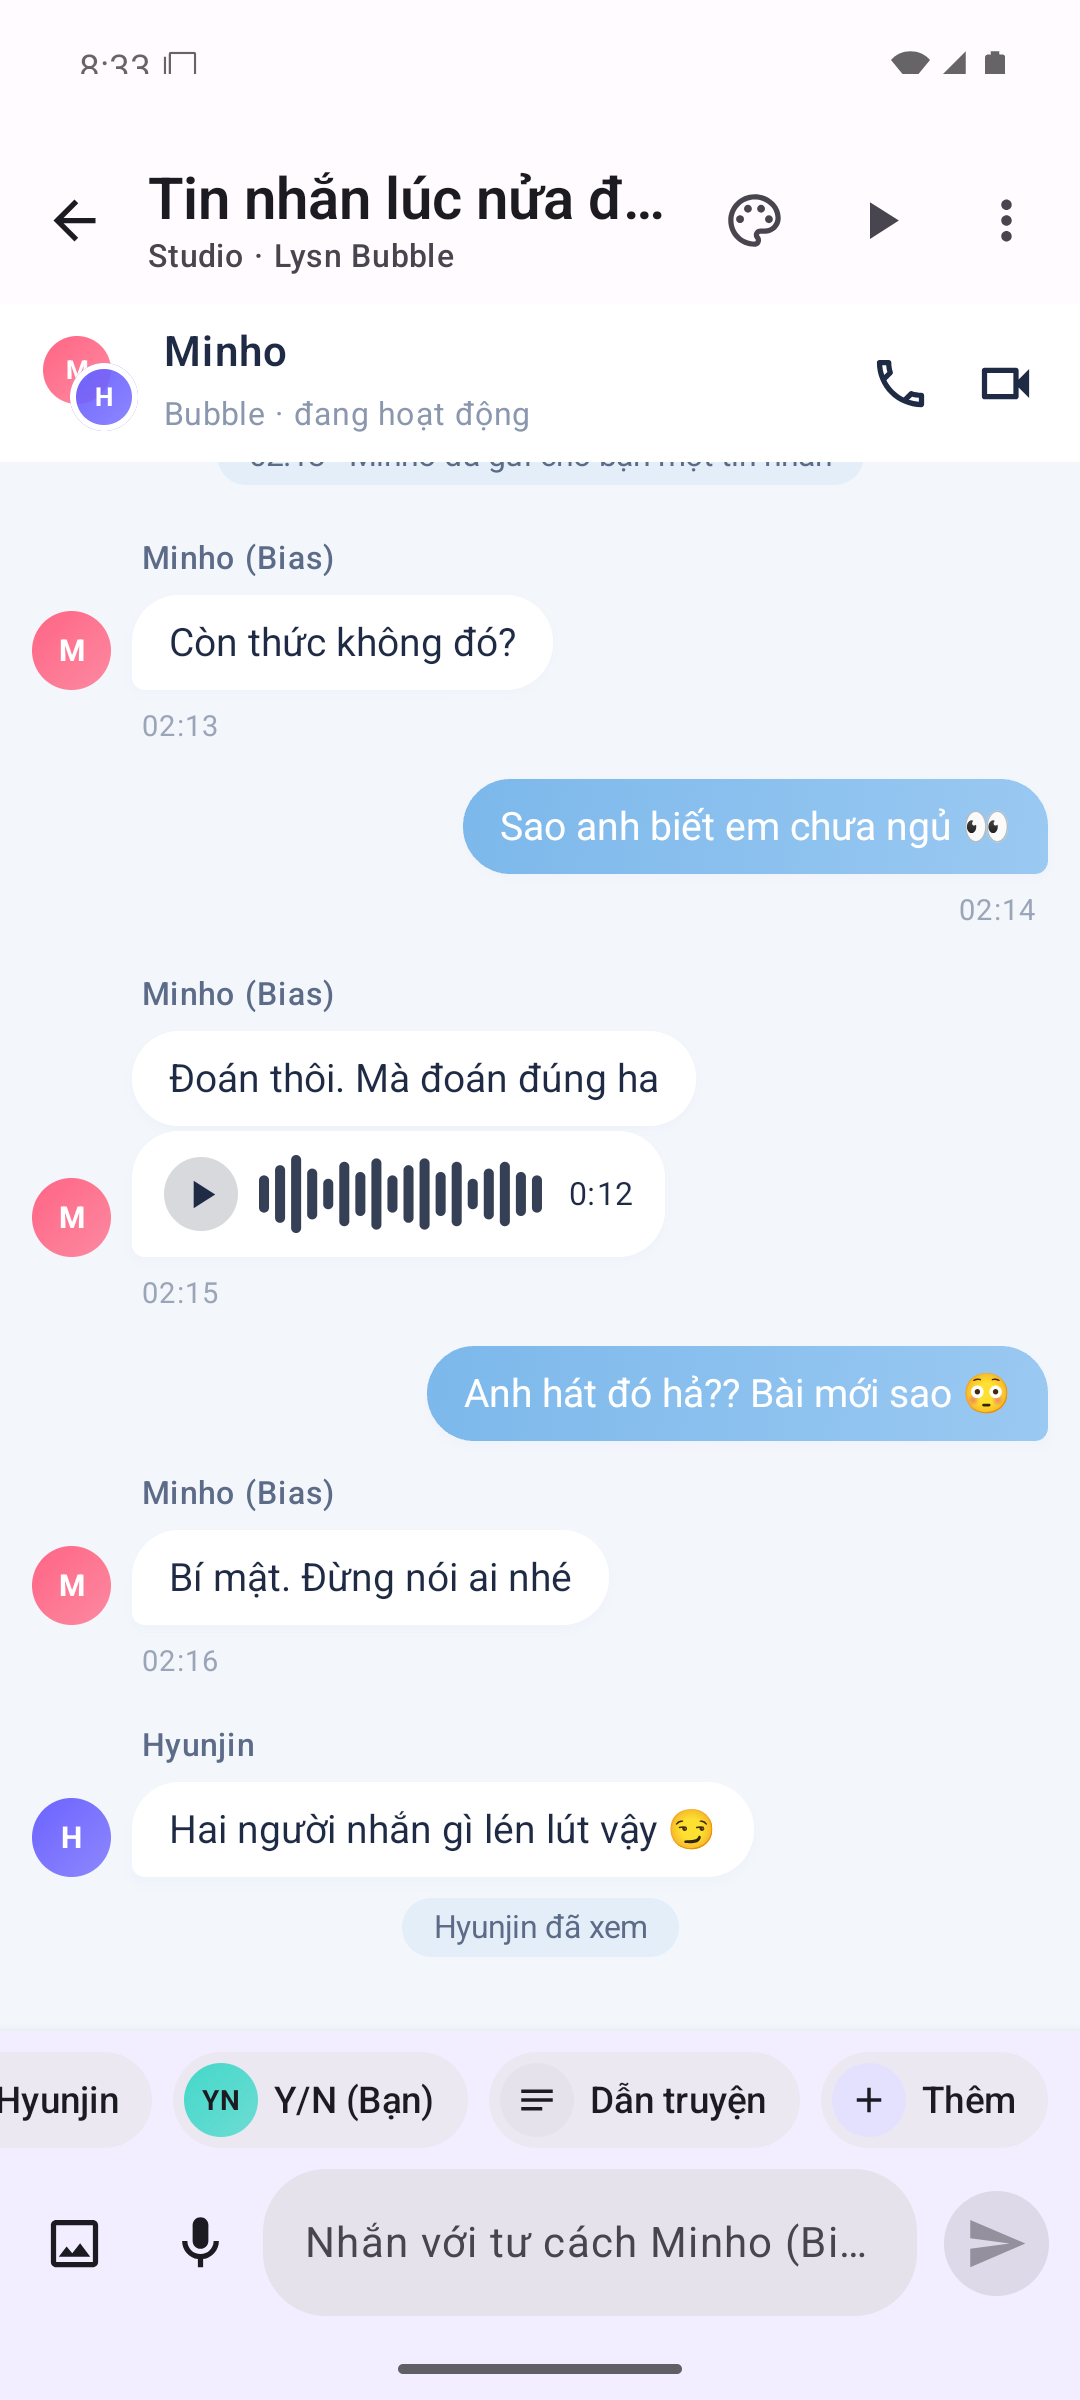 8:33
Tin nhắn lúc nửa đ...
Studio · Lysn Bubble
M
H
Minho
Bubble · đang hoạt động
Minho (Bias)
M
Còn thức không đó?
02:13
Sao anh biết em chưa ngủ 👀
02:14
Minho (Bias)
Đoán thôi. Mà đoán đúng ha
M
0:12
02:15
Anh hát đó hả?? Bài mới sao 😳
Minho (Bias)
M
Bí mật. Đừng nói ai nhé
02:16
Hyunjin
H
Hai người nhắn gì lén lút vậy 😏
Hyunjin đã xem
Hyunjin
YN
Y/N (Bạn)
Dẫn truyện
Thêm
Nhắn với tư cách Minho (Bi...